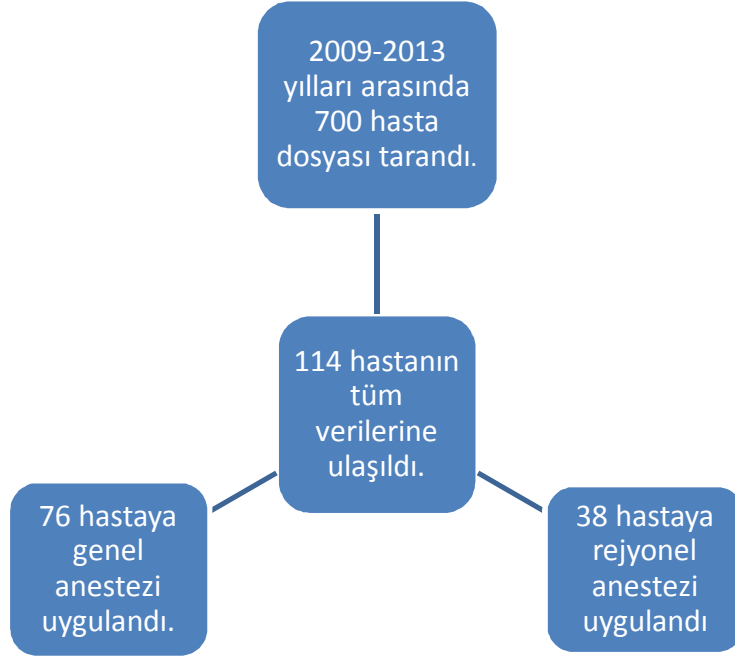 2009-2013
yılları arasında
700 hasta
dosyası tarandı.
114 hastanın
tüm
verilerine
ulaşıldı.
76 hastaya
genel
anestezi
uygulandı.
38 hastaya
rejyonel
anestezi
uygulandı